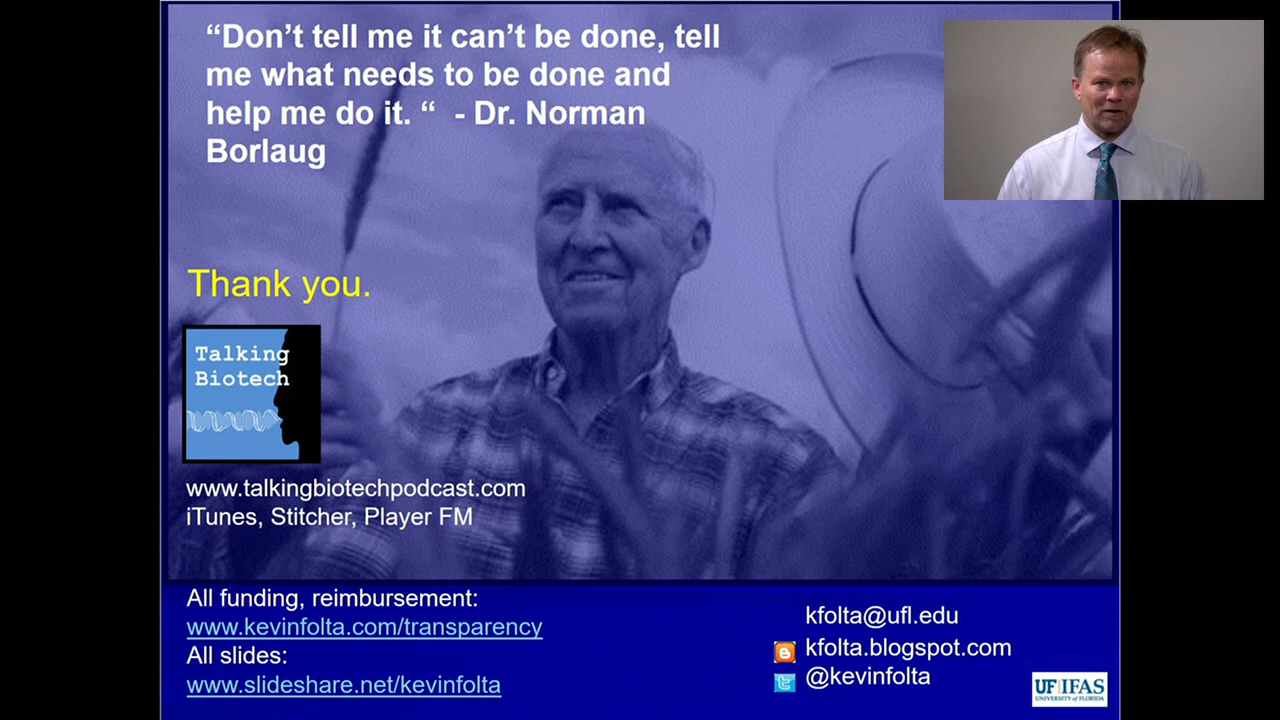 “Don’t tell me it can’t be done, tell
me what needs to be done and
help me do it. “ - Dr. Norman
Borlaug
Thank you.
Talking
Biotech
www.talkingbiotechpodcast.com
iTunes, Stitcher, Player FM
All funding, reimbursement:
www.kevinfolta.com/transparency
All slides:
www.slideshare.net/kevinfolta
kfolta@ufl.edu
kfolta.blogspot.com
@kevinfolta
UF|IFAS
UNIVERSITY of FLORIDA